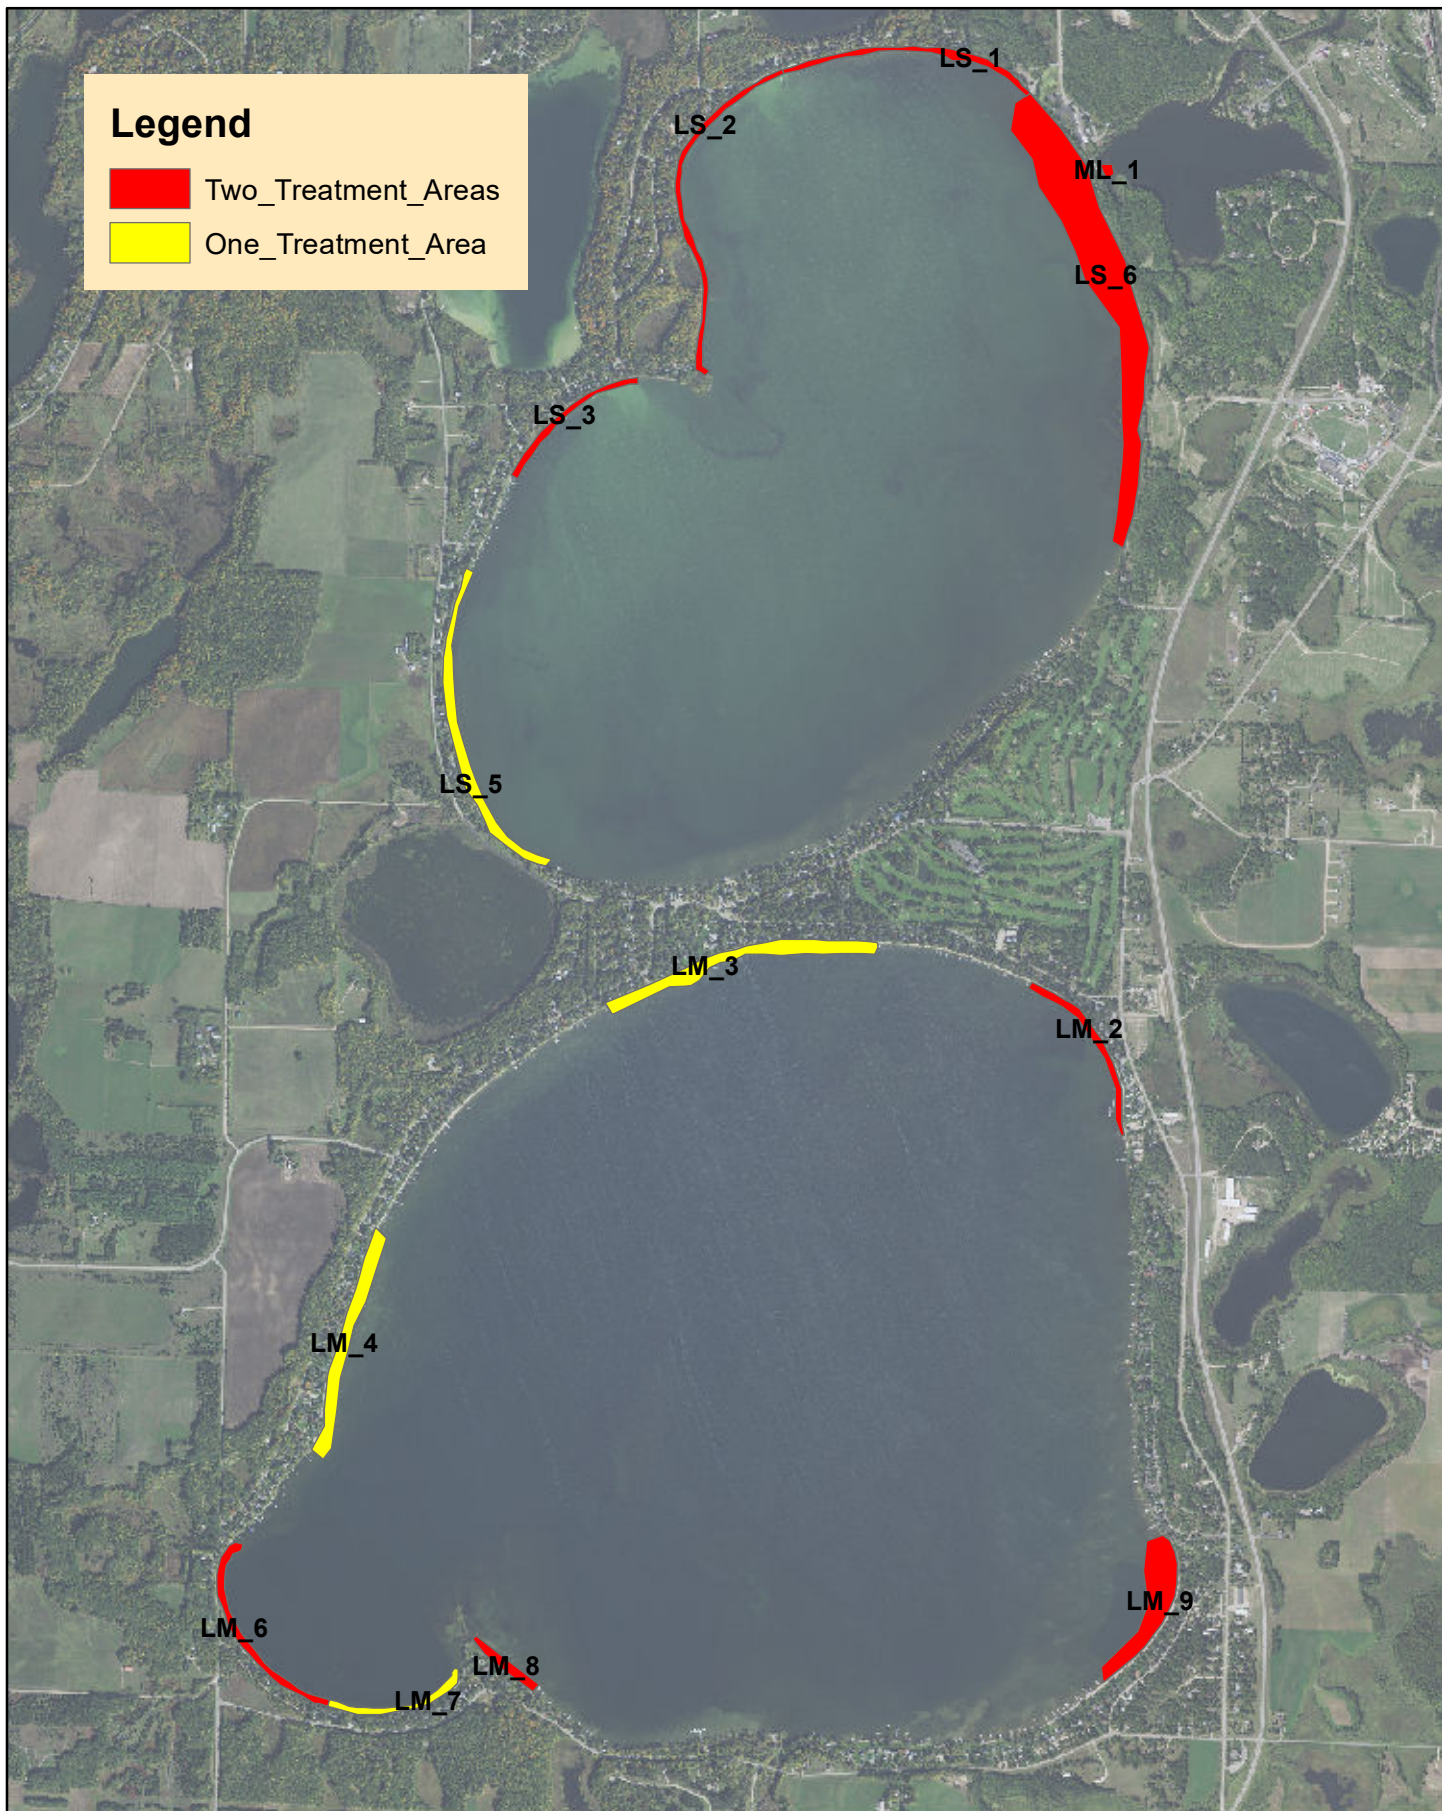 Legend
Two_Treatment_Areas
One_Treatment_Area
LS_1
LS_2
ML_1
LS_6
LS_3
LS_5
LM_3
LM_2
LM_4
LM_9
LM_6
LM_8
LM_7